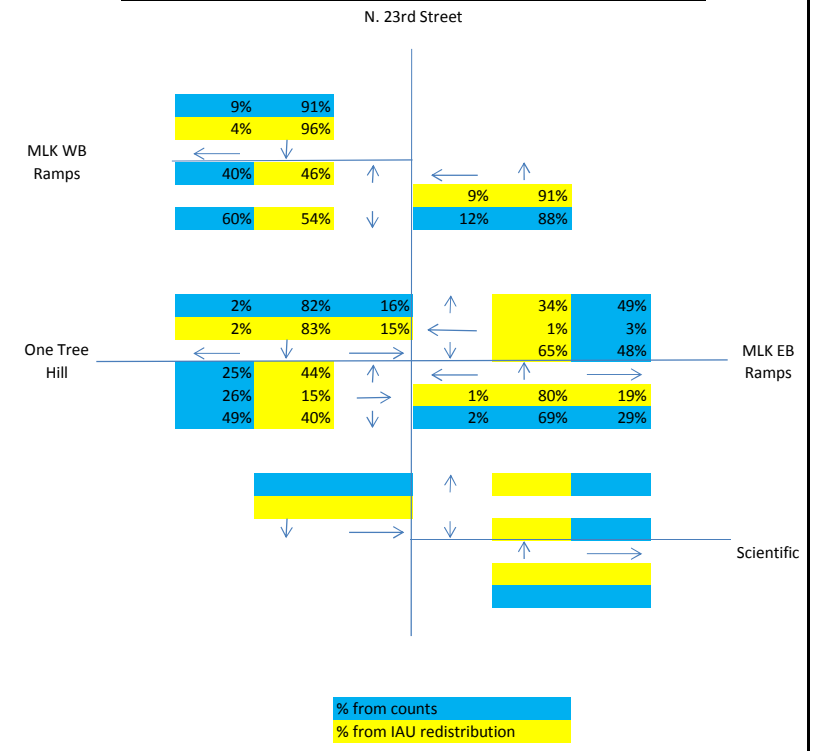 N. 23rd Street
9% 91%
4% 96%
MLK WB
Ramps
40% 46%
9% 91%
60% 54% 12% 88%
2% 82% 16% 34% 49%
2% 83% 15% 1% 3%
65% 48%
One Tree
Hill
MLK EB
Ramps
25% 44%
26% 15% 1% 80% 19%
49% 40% 2% 69% 29%
Scientific
% from counts
% from IAU redistribution